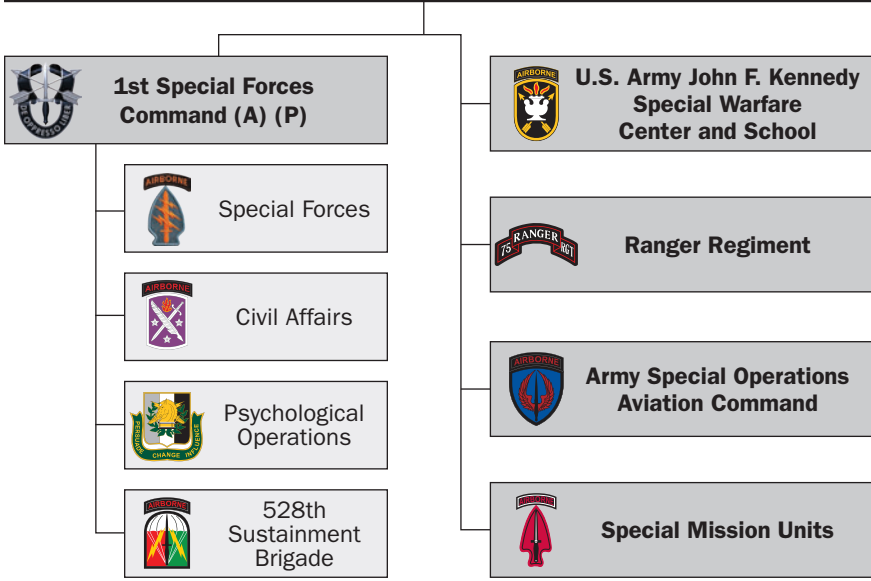 DE OPPRESSO LIBER
1st Special Forces
Command (A) (P)
AIRBORNE
Special Forces
AIRBORNE
Civil Affairs
PERSUADE CHANGE INFLUENCE
Psychological
Operations
AIRBORNE
528th
Sustainment
Brigade
AIRBORNE
U.S. Army John F. Kennedy
Special Warfare
Center and School
75 RANGER RGT
Ranger Regiment
AIRBORNE
Army Special Operations
Aviation Command
AIRBORNE
Special Mission Units